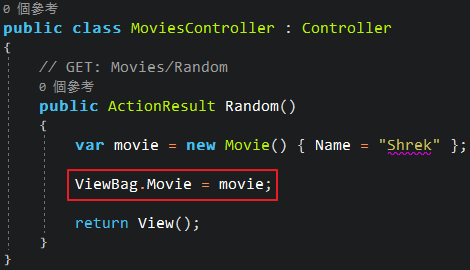 0 個參考
public class MoviesController : Controller
{
// GET: Movies/Random
0 個參考
public ActionResult Random()
{
var movie = new Movie() { Name = "Shrek" };
ViewBag.Movie = movie;
return View();
}
}